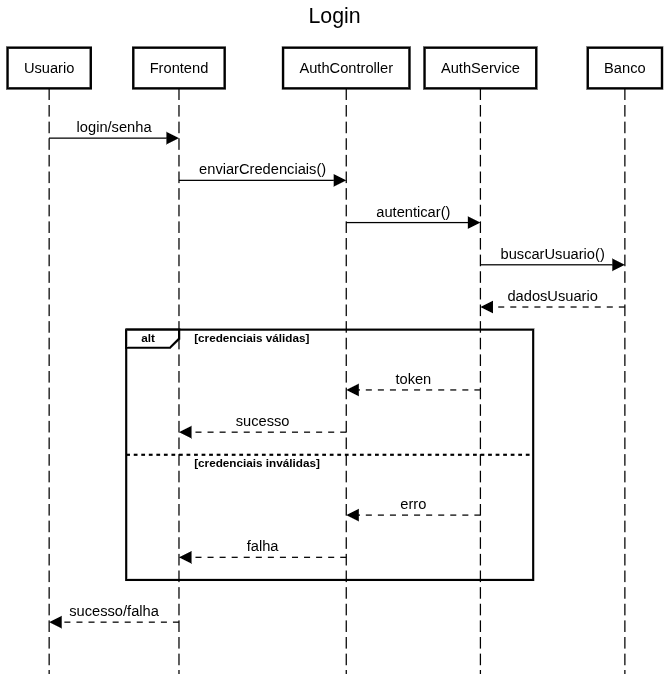 Login
Usuario
Frontend
AuthController
AuthService
Banco
login/senha
enviarCredenciais()
autenticar()
buscarUsuario()
dadosUsuario
alt
[credenciais válidas]
token
sucesso
[credenciais inválidas]
erro
falha
sucesso/falha